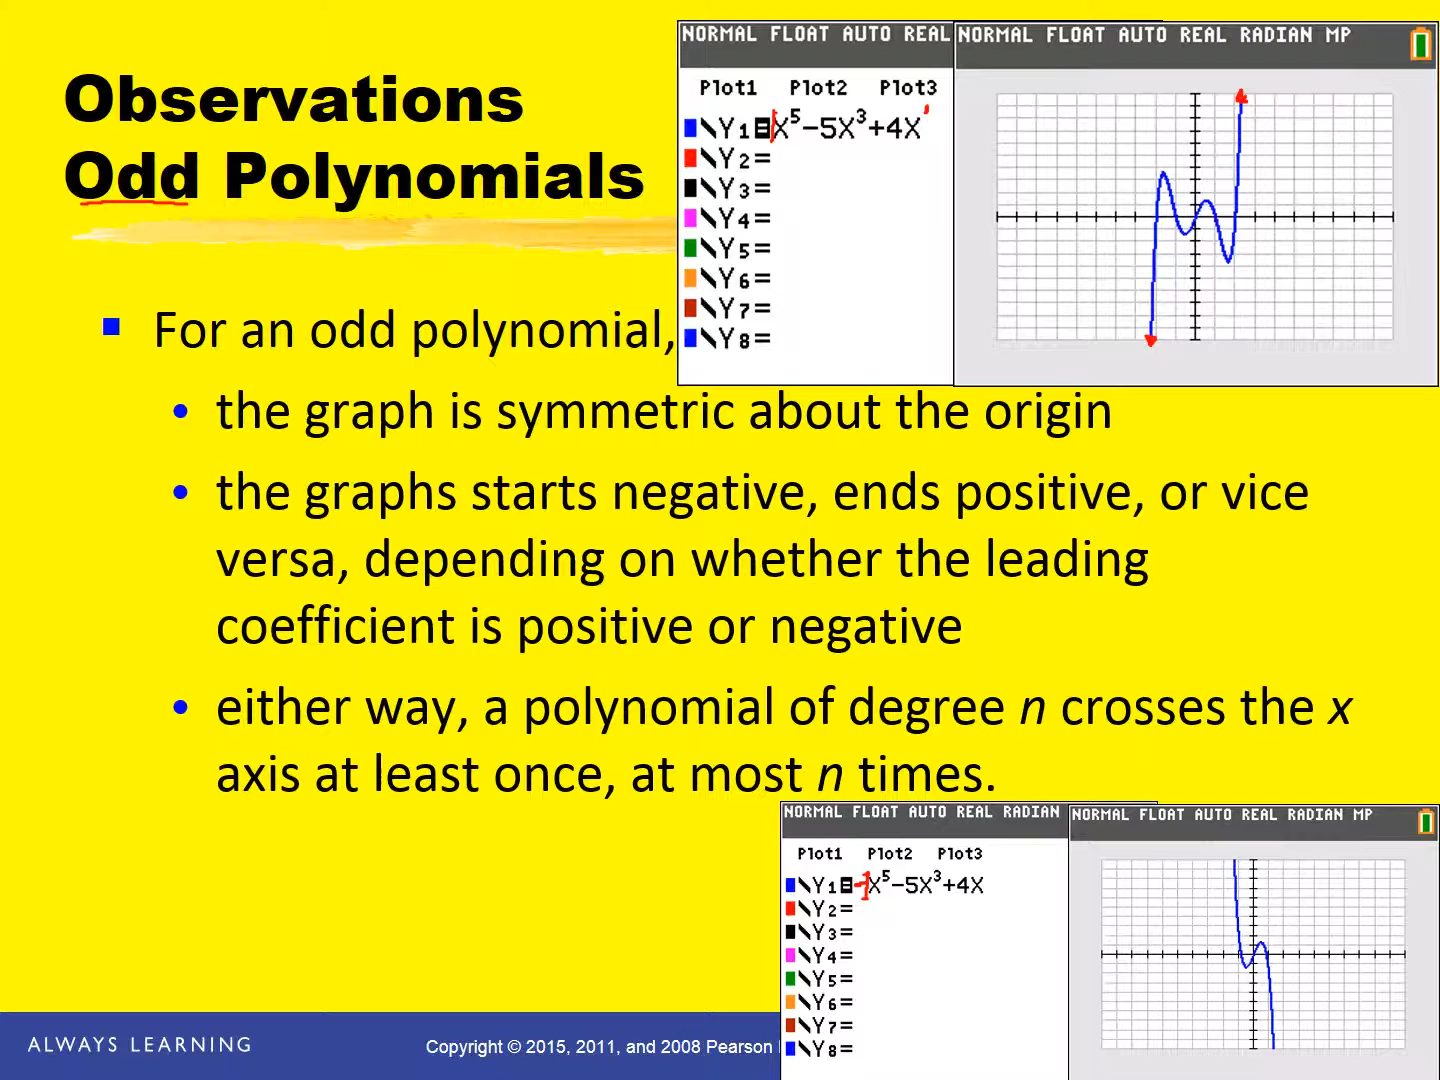 Observations
Odd Polynomials
NORMAL FLOAT AUTO REAL
Plot1 Plot2 Plot3
\Y1=X⁵-5X³+4X
\Y2=
\Y3=
\Y4=
\Y5=
\Y6=
\Y7=
\Y8=
NORMAL FLOAT AUTO REAL RADIAN MP
For an odd polynomial,
• the graph is symmetric about the origin
• the graphs starts negative, ends positive, or vice
versa, depending on whether the leading
coefficient is positive or negative
• either way, a polynomial of degree n crosses the x
axis at least once, at most n times.
NORMAL FLOAT AUTO REAL RADIAN
Plot1 Plot2 Plot3
\Y1=-1X⁵-5X³+4X
\Y2=
\Y3=
\Y4=
\Y5=
\Y6=
\Y7=
\Y8=
NORMAL FLOAT AUTO REAL RADIAN MP
ALWAYS LEARNING
Copyright © 2015, 2011, and 2008 Pearson